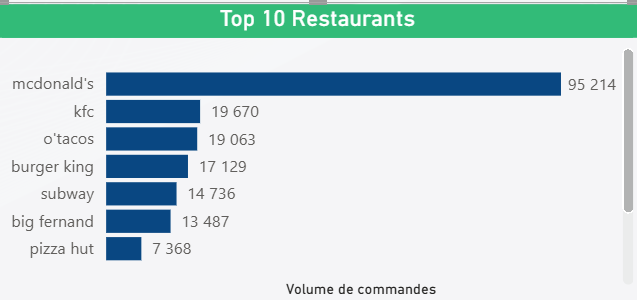 Top 10 Restaurants
mcdonald's 95 214
kfc 19 670
o'tacos 19 063
burger king 17 129
subway 14 736
big fernand 13 487
pizza hut 7 368
Volume de commandes